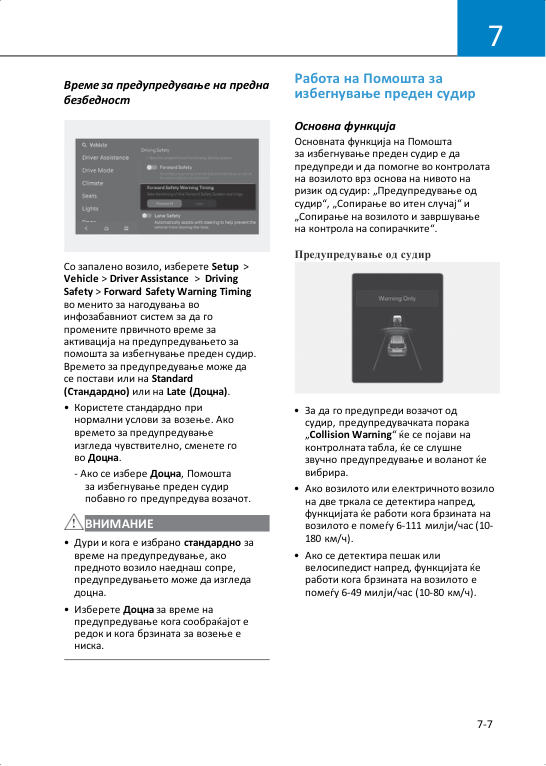 7
Време за предупредување на предна
безбедност
Vehicle
Driver Assistance
Drive Mode
Climate
Seats
Lights
Driving Safety
Forward Safety
Forward Safety Warning Timing
Lane Safety
Automatically assists with steering to help prevent the
vehicle from leaving the lane.
Со запалено возило, изберете Setup >
Vehicle > Driver Assistance > Driving
Safety > Forward Safety Warning Timing
во менито за нагодувања во
инфозабавниот систем за да го
промените првичното време за
активација на предупредувањето за
помошта за избегнување преден судир.
Времето за предупредување може да
се постави или на Standard
(Стандардно) или на Late (Доцна).
• Користете стандардно при
нормални услови за возење. Ако
времето за предупредување
изгледа чувствително, сменете го
во Доцна.
- Ако се избере Доцна, Помошта
за избегнување преден судир
побавно го предупредува возачот.
ВНИМАНИЕ
• Дури и кога е избрано стандардно за
време на предупредување, ако
предното возило наеднаш сопре,
предупредувањето може да изгледа
доцна.
• Изберете Доцна за време на
предупредување кога сообраќајот е
редок и кога брзината за возење е
ниска.
Работа на Помошта за
избегнување преден судир
Основна функција
Основната функција на Помошта
за избегнување преден судир е да
предупреди и да помогне во контролата
на возилото врз основа на нивото на
ризик од судир: „Предупредување од
судир“, „Сопирање во итен случај“ и
„Сопирање на возилото и завршување
на контрола на сопирачките“.
Предупредување од судир
Warning Only
• За да го предупреди возачот од
судир, предупредувачката порака
„Collision Warning“ ќе се појави на
контролната табла, ќе се слушне
звучно предупредување и воланот ќе
вибрира.
• Ако возилото или електричното возило
на две тркала се детектира напред,
функцијата ќе работи кога брзината на
возилото е помеѓу 6-111 милји/час (10-
180 км/ч).
• Ако се детектира пешак или
велосипедист напред, функцијата ќе
работи кога брзината на возилото е
помеѓу 6-49 милји/час (10-80 км/ч).
7-7